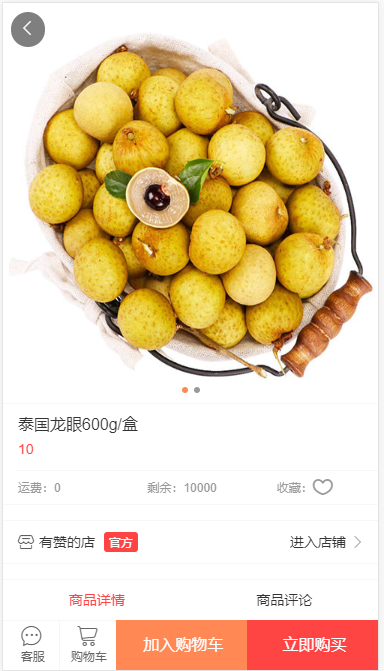 泰国龙眼600g/盒
10
运费：0 剩余：10000 收藏：
有赞的店 官方 进入店铺
商品详情 商品评论
客服 购物车 加入购物车 立即购买